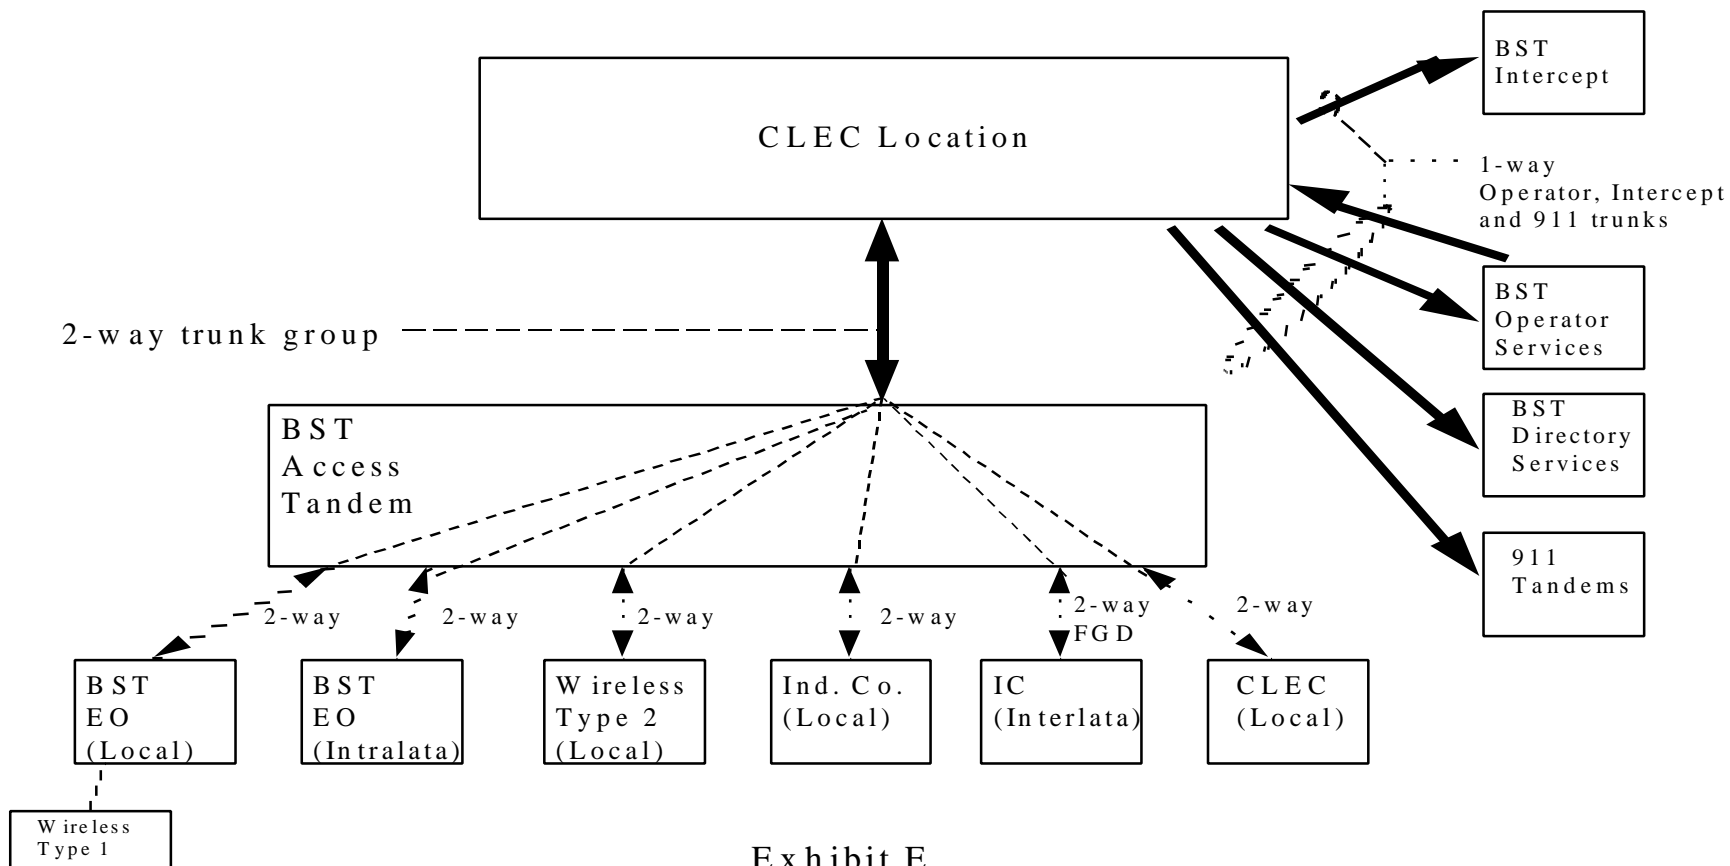 BST
Intercept
CLEC Location
1-way
Operator, Intercept
and 911 trunks
BST
Operator
Services
2-way trunk group
BST
Directory
Services
BST
Access
Tandem
911
Tandems
2-way
2-way
2-way
2-way
2-way
FGD
2-way
BST
EO
(Local)
BST
EO
(Intralata)
Wireless
Type 2
(Local)
Ind. Co.
(Local)
IC
(Interlata)
CLEC
(Local)
Wireless
Type 1
Exhibit E